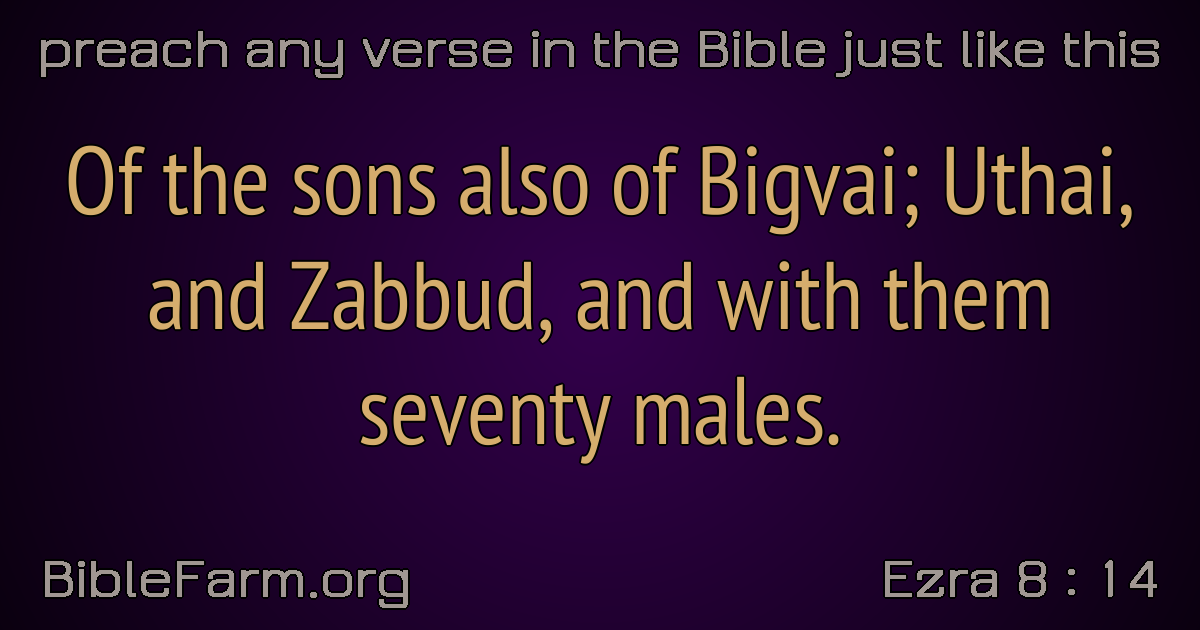 preach any verse in the Bible just like this
Of the sons also of Bigvai; Uthai,
and Zabbud, and with them
seventy males.
BibleFarm.org
Ezra 8 : 14